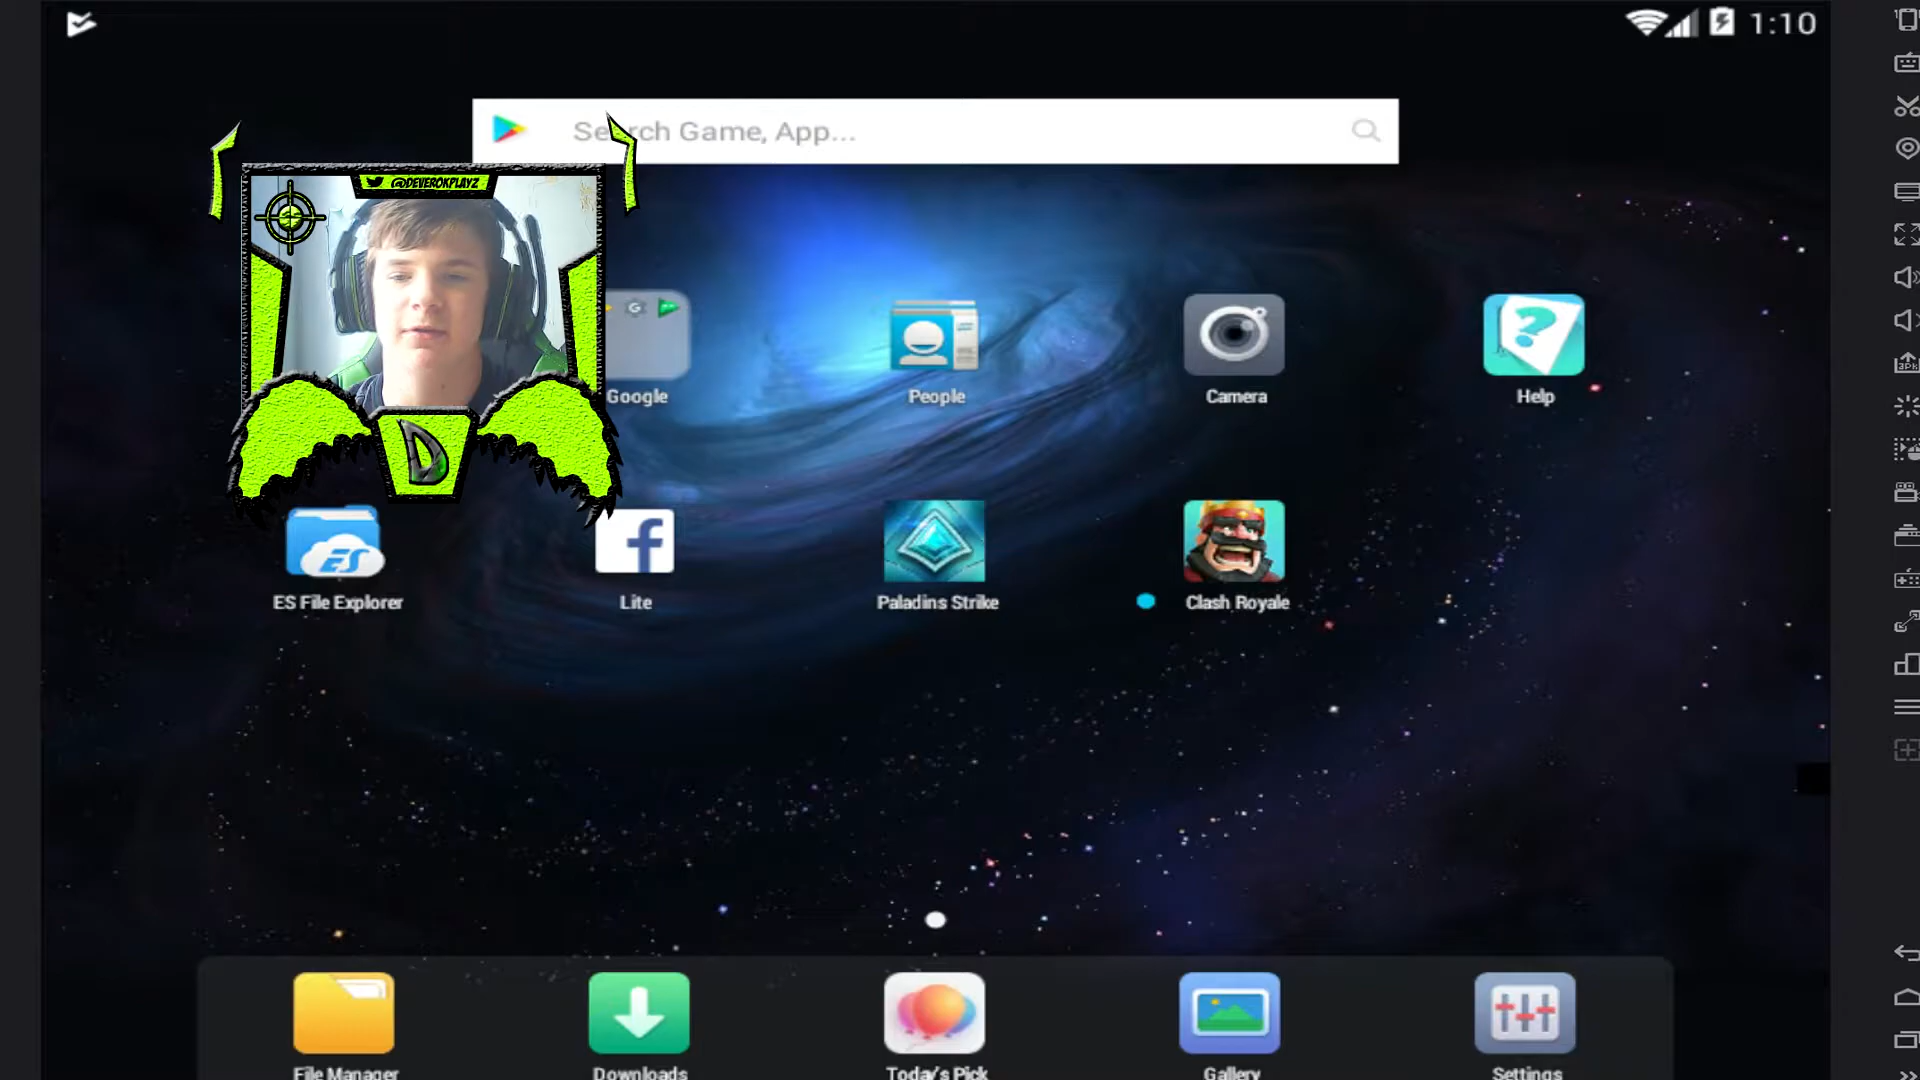 1:10
Search Game, App...
@DEVEROKPLAYZ
Google
People
Camera
Help
D
ES
ES File Explorer
Lite
Paladins Strike
Clash Royale
File Manager
Downloads
Today's Pick
Gallery
Settings